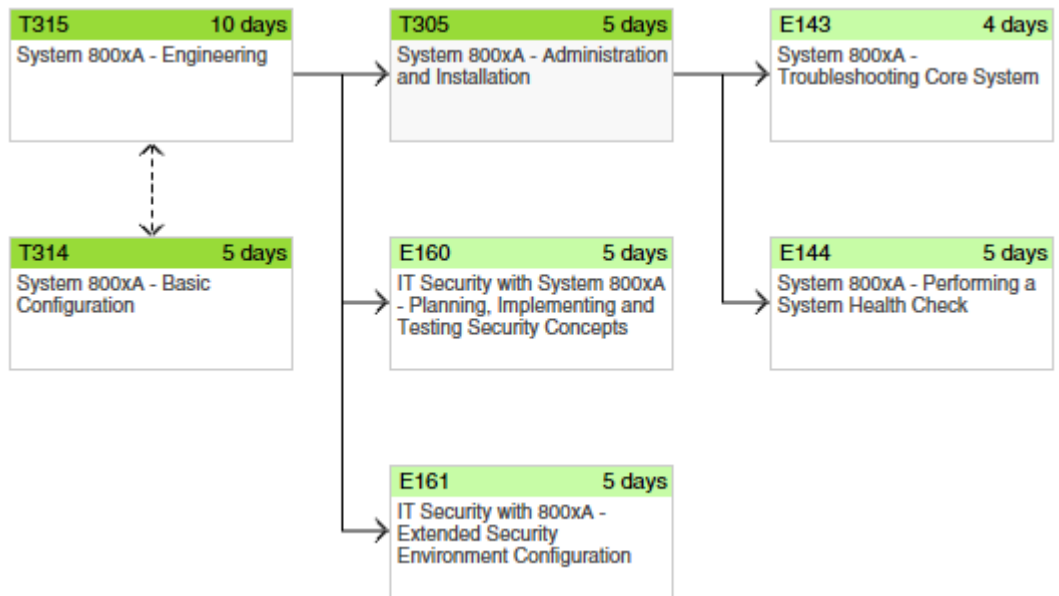 T315 10 days
System 800xA - Engineering
T305 5 days
System 800xA - Administration
and Installation
E143 4 days
System 800xA -
Troubleshooting Core System
T314 5 days
System 800xA - Basic
Configuration
E160 5 days
IT Security with System 800xA
- Planning, Implementing and
Testing Security Concepts
E144 5 days
System 800xA - Performing a
System Health Check
E161 5 days
IT Security with 800xA -
Extended Security
Environment Configuration